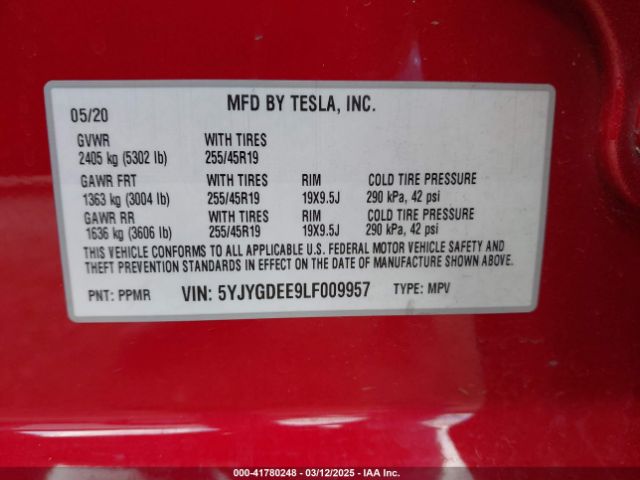 MFD BY TESLA, INC.
05/20
GVWR WITH TIRES
2405 kg (5302 lb) 255/45R19
GAWR FRT WITH TIRES RIM COLD TIRE PRESSURE
1363 kg (3004 lb) 255/45R19 19X9.5J 290 kPa, 42 psi
GAWR RR WITH TIRES RIM COLD TIRE PRESSURE
1636 kg (3606 lb) 255/45R19 19X9.5J 290 kPa, 42 psi
THIS VEHICLE CONFORMS TO ALL APPLICABLE U.S. FEDERAL MOTOR VEHICLE SAFETY AND
THEFT PREVENTION STANDARDS IN EFFECT ON THE DATE OF MANUFACTURE SHOWN ABOVE.
PNT: PPMR VIN: 5YJYGDEE9LF009957 TYPE: MPV
000-41780248 - 03/12/2025 - IAA Inc.